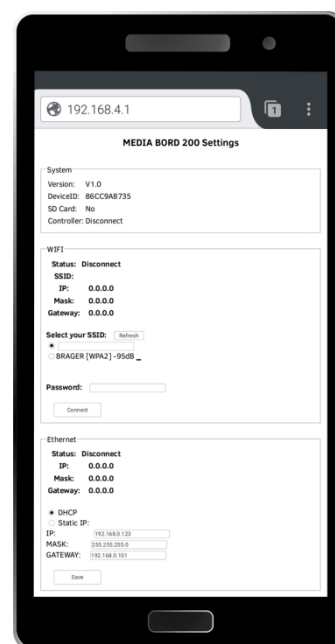 192.168.4.1
1
MEDIA BORD 200 Settings
System
Version: V1.0
DeviceID: 86CC9A8735
SD Card: No
Controller: Disconnect
WIFI
Status: Disconnect
SSID:
IP: 0.0.0.0
Mask: 0.0.0.0
Gateway: 0.0.0.0
Select your SSID: Refresh
BRAGER [WPA2] -95dB _
Password:
Connect
Ethernet
Status: Disconnect
IP: 0.0.0.0
Mask: 0.0.0.0
Gateway: 0.0.0.0
DHCP
Static IP:
IP: 192.168.0.123
MASK: 255.255.255.0
GATEWAY: 192.168.0.101
Save